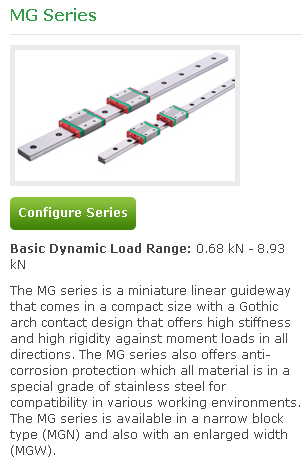 MG Series
Configure Series
Basic Dynamic Load Range: 0.68 kN - 8.93
kN
The MG series is a miniature linear guideway
that comes in a compact size with a Gothic
arch contact design that offers high stiffness
and high rigidity against moment loads in all
directions. The MG series also offers anti-
corrosion protection which all material is in a
special grade of stainless steel for
compatibility in various working environments.
The MG series is available in a narrow block
type (MGN) and also with an enlarged width
(MGW).